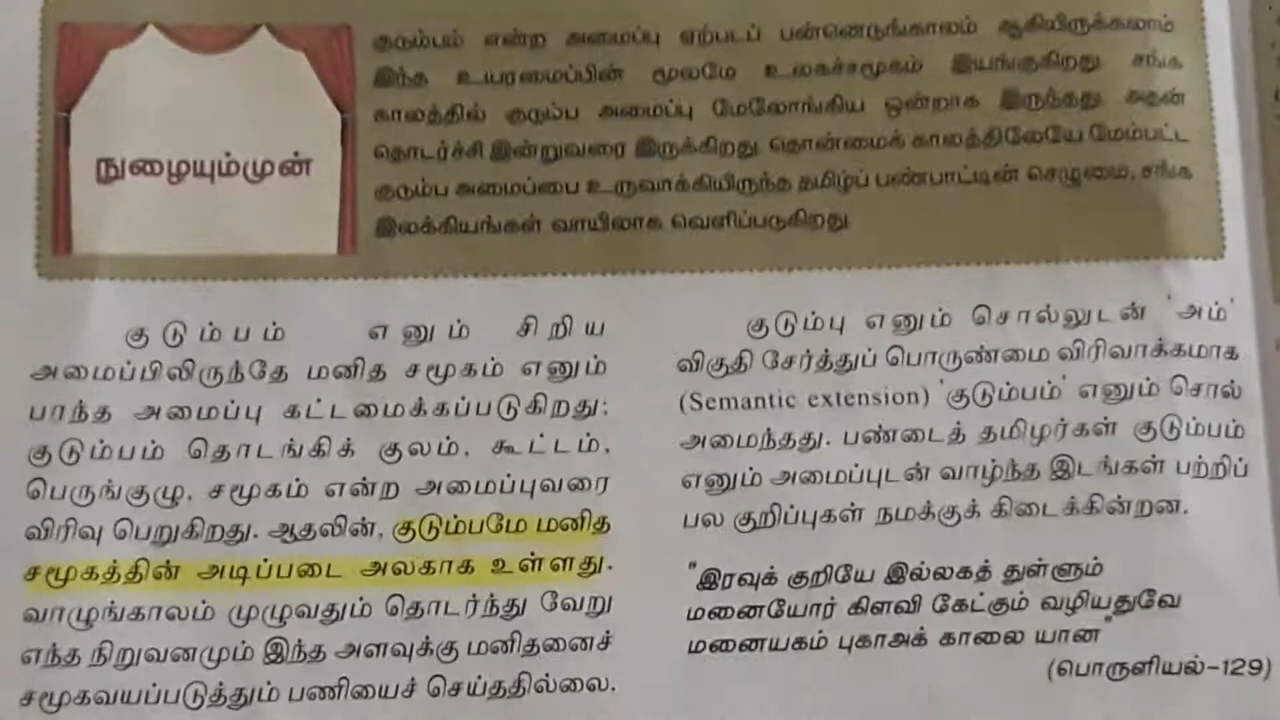 நுழையும்முன்
குடும்பம் என்ற அமைப்பு ஏற்படப் பன்னெடுங்காலம் ஆகியிருக்கலாம்
இந்த உயரமைப்பின் மூலமே உலகச்சமூகம் இயங்குகிறது. சங்க
காலத்தில் குடும்ப அமைப்பு மேலோங்கிய ஒன்றாக இருந்தது. அதன்
தொடர்ச்சி இன்றுவரை இருக்கிறது. தொன்மைக் காலத்திலேயே மேம்பட்ட
குடும்ப அமைப்பை உருவாக்கியிருந்த தமிழ்ப் பண்பாட்டின் செழுமை, சங்க
இலக்கியங்கள் வாயிலாக வெளிப்படுகிறது
குடும்பம் எனும் சிறிய
அமைப்பிலிருந்தே மனித சமூகம் எனும்
பரந்த அமைப்பு கட்டமைக்கப்படுகிறது;
குடும்பம் தொடங்கிக் குலம், கூட்டம்,
பெருங்குழு, சமூகம் என்ற அமைப்புவரை
விரிவு பெறுகிறது. ஆதலின், குடும்பமே மனித
சமூகத்தின் அடிப்படை அலகாக உள்ளது.
வாழுங்காலம் முழுவதும் தொடர்ந்து வேறு
எந்த நிறுவனமும் இந்த அளவுக்கு மனிதனைச்
சமூகவயப்படுத்தும் பணியைச் செய்ததில்லை.
குடும்பு எனும் சொல்லுடன் 'அம்'
விகுதி சேர்த்துப் பொருண்மை விரிவாக்கமாக
(Semantic extension) 'குடும்பம்' எனும் சொல்
அமைந்தது. பண்டைத் தமிழர்கள் குடும்பம்
எனும் அமைப்புடன் வாழ்ந்த இடங்கள் பற்றிப்
பல குறிப்புகள் நமக்குக் கிடைக்கின்றன.
"இரவுக் குறியே இல்லகத் துள்ளும்
மனையோர் கிளவி கேட்கும் வழியதுவே
மனையகம் புகாஅக் காலை யான"
(பொருளியல்-129)